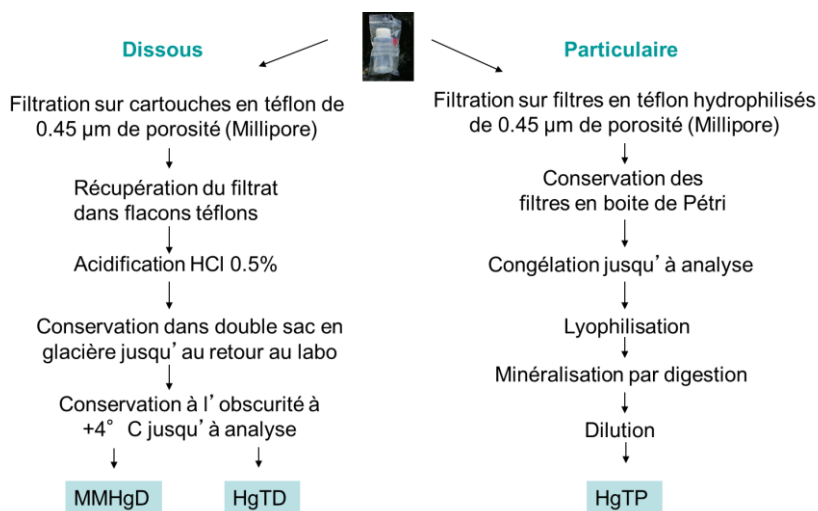 Dissous
Filtration sur cartouches en téflon de
0.45 µm de porosité (Millipore)
Récupération du filtrat
dans flacons téflons
Acidification HCl 0.5%
Conservation dans double sac en
glacière jusqu’ au retour au labo
Conservation à l’ obscurité à
+4° C jusqu’ à analyse
MMHgD
HgTD
Particulaire
Filtration sur filtres en téflon hydrophilisés
de 0.45 µm de porosité (Millipore)
Conservation des
filtres en boite de Pétri
Congélation jusqu’ à analyse
Lyophilisation
Minéralisation par digestion
Dilution
HgTP